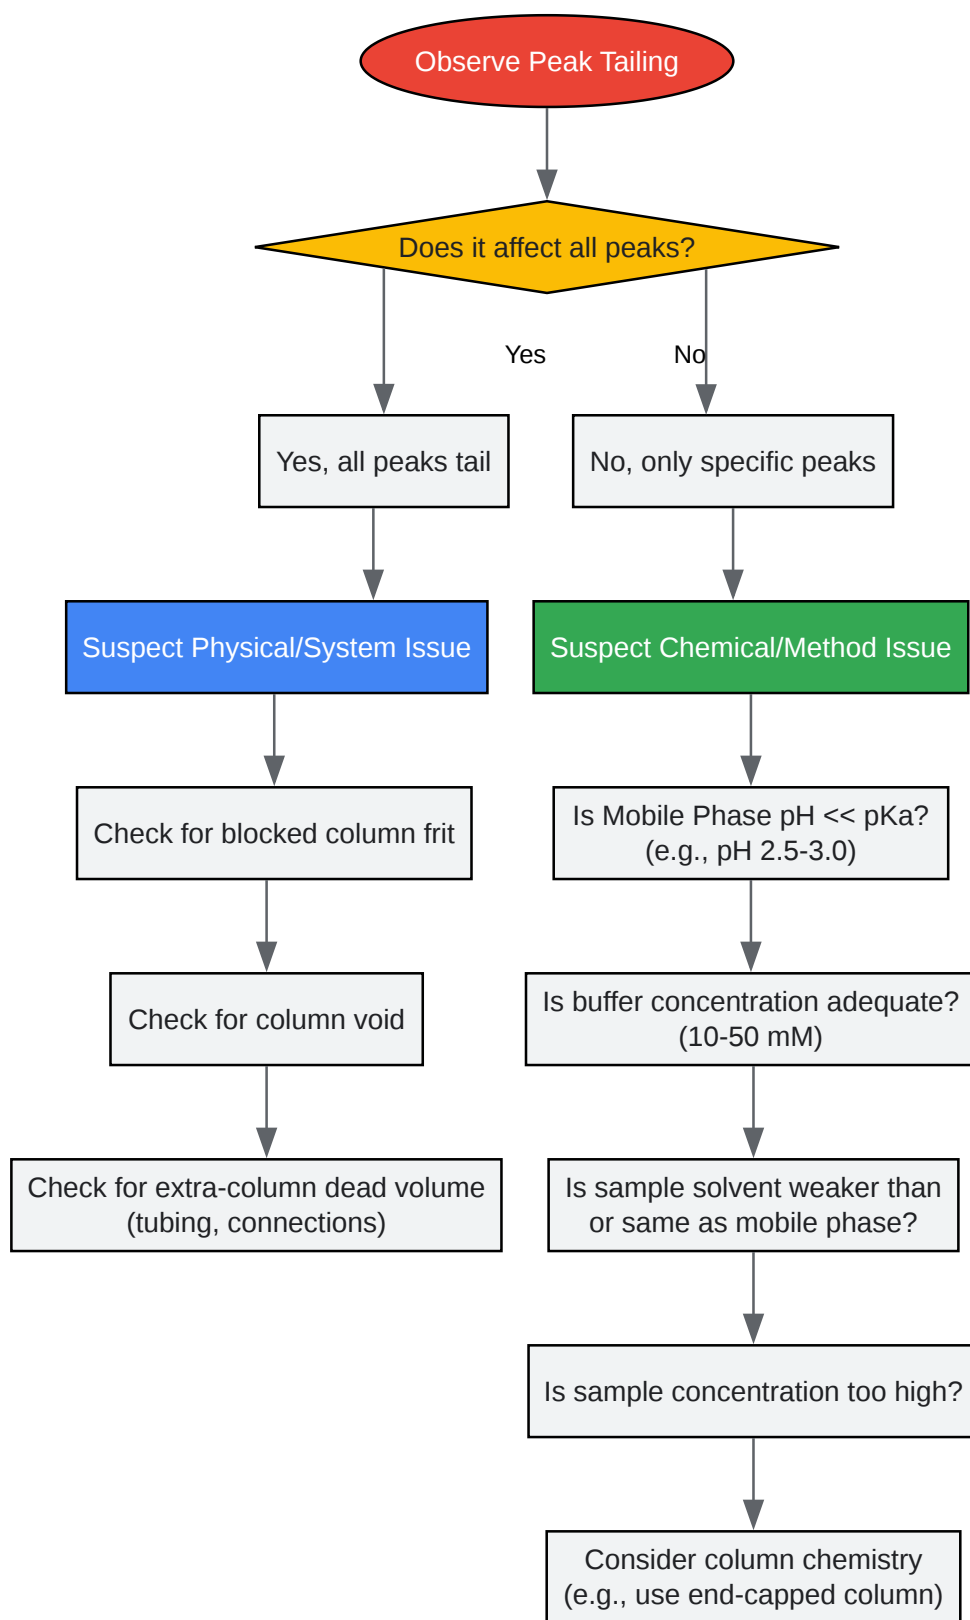 Observe Peak Tailing
Does it affect all peaks?
Yes
No
Yes, all peaks tail
No, only specific peaks
Suspect Physical/System Issue
Suspect Chemical/Method Issue
Check for blocked column frit
Is Mobile Phase pH << pKa?
(e.g., pH 2.5-3.0)
Check for column void
Is buffer concentration adequate?
(10-50 mM)
Check for extra-column dead volume
(tubing, connections)
Is sample solvent weaker than
or same as mobile phase?
Is sample concentration too high?
Consider column chemistry
(e.g., use end-capped column)